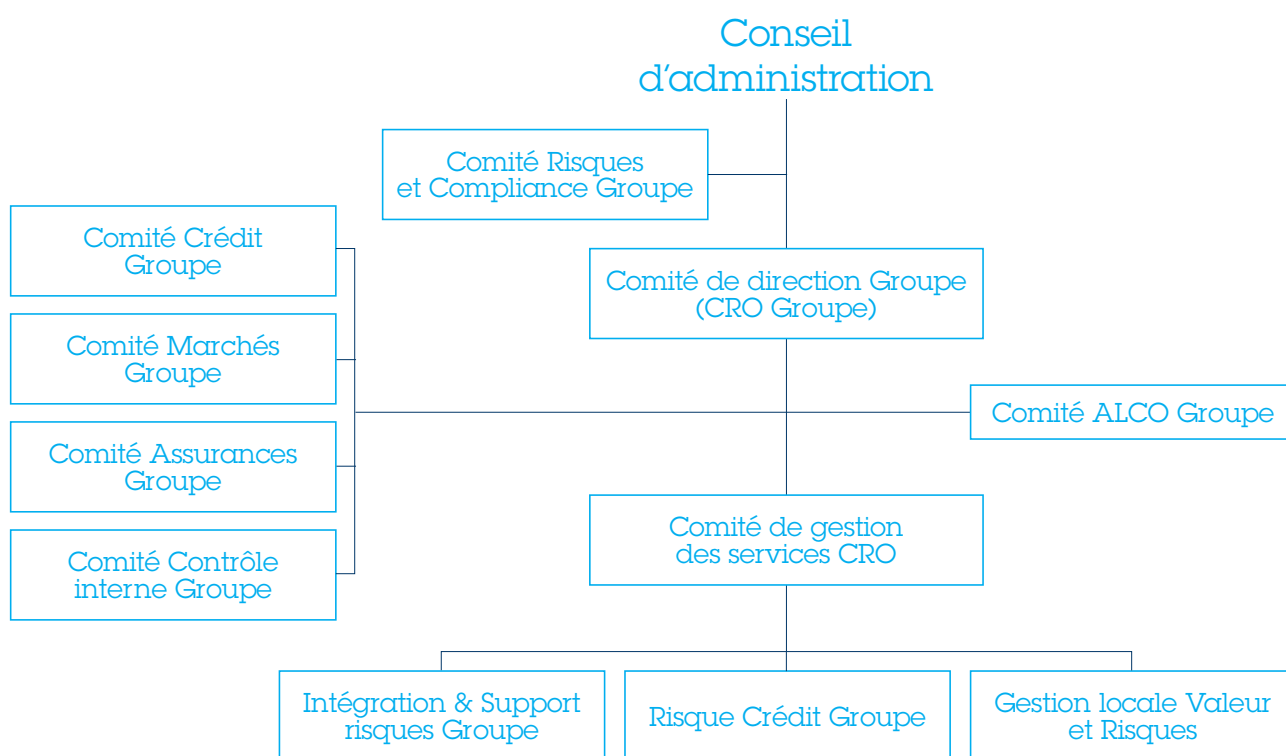 Conseil
d'administration
Comité Risques
et Compliance Groupe
Comité Crédit
Groupe
Comité de direction Groupe
(CRO Groupe)
Comité Marchés
Groupe
Comité ALCO Groupe
Comité Assurances
Groupe
Comité de gestion
des services CRO
Comité Contrôle
interne Groupe
Intégration & Support
risques Groupe
Risque Crédit Groupe
Gestion locale Valeur
et Risques